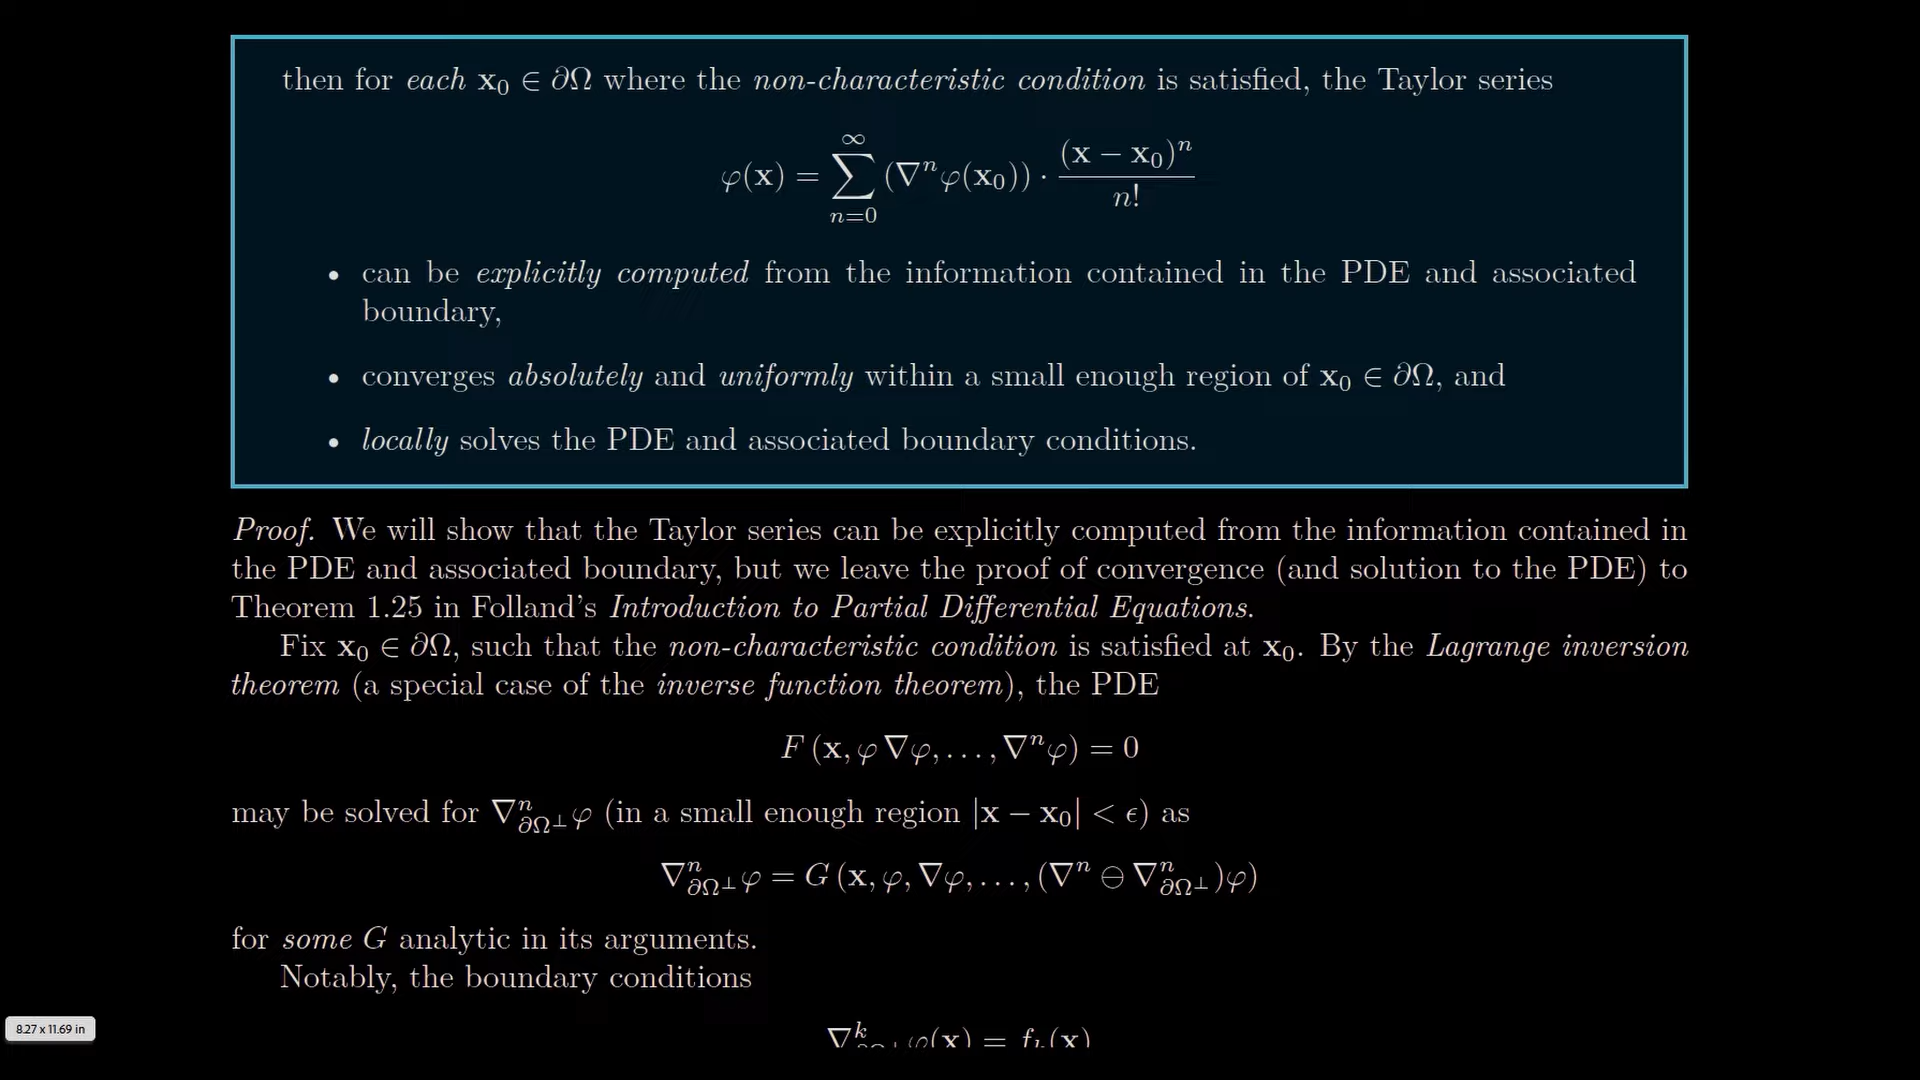 then for each x₀ ∈ ∂Ω where the non-characteristic condition is satisfied, the Taylor series
φ(x) = ∑_{n=0}^{∞} (∇ⁿφ(x₀)) · (x − x₀)ⁿ / n!
• can be explicitly computed from the information contained in the PDE and associated
boundary,
• converges absolutely and uniformly within a small enough region of x₀ ∈ ∂Ω, and
• locally solves the PDE and associated boundary conditions.
Proof. We will show that the Taylor series can be explicitly computed from the information contained in
the PDE and associated boundary, but we leave the proof of convergence (and solution to the PDE) to
Theorem 1.25 in Folland's Introduction to Partial Differential Equations.
Fix x₀ ∈ ∂Ω, such that the non-characteristic condition is satisfied at x₀. By the Lagrange inversion
theorem (a special case of the inverse function theorem), the PDE
F (x, φ ∇φ, . . . , ∇ⁿφ) = 0
may be solved for ∇ⁿ_{∂Ω⊥}φ (in a small enough region |x − x₀| < ϵ) as
∇ⁿ_{∂Ω⊥}φ = G (x, φ, ∇φ, . . . , (∇ⁿ ⊖ ∇ⁿ_{∂Ω⊥})φ)
for some G analytic in its arguments.
Notably, the boundary conditions
∇ᵏ_{∂Ω⊥}φ(x) = fₖ(x)
8.27 x 11.69 in